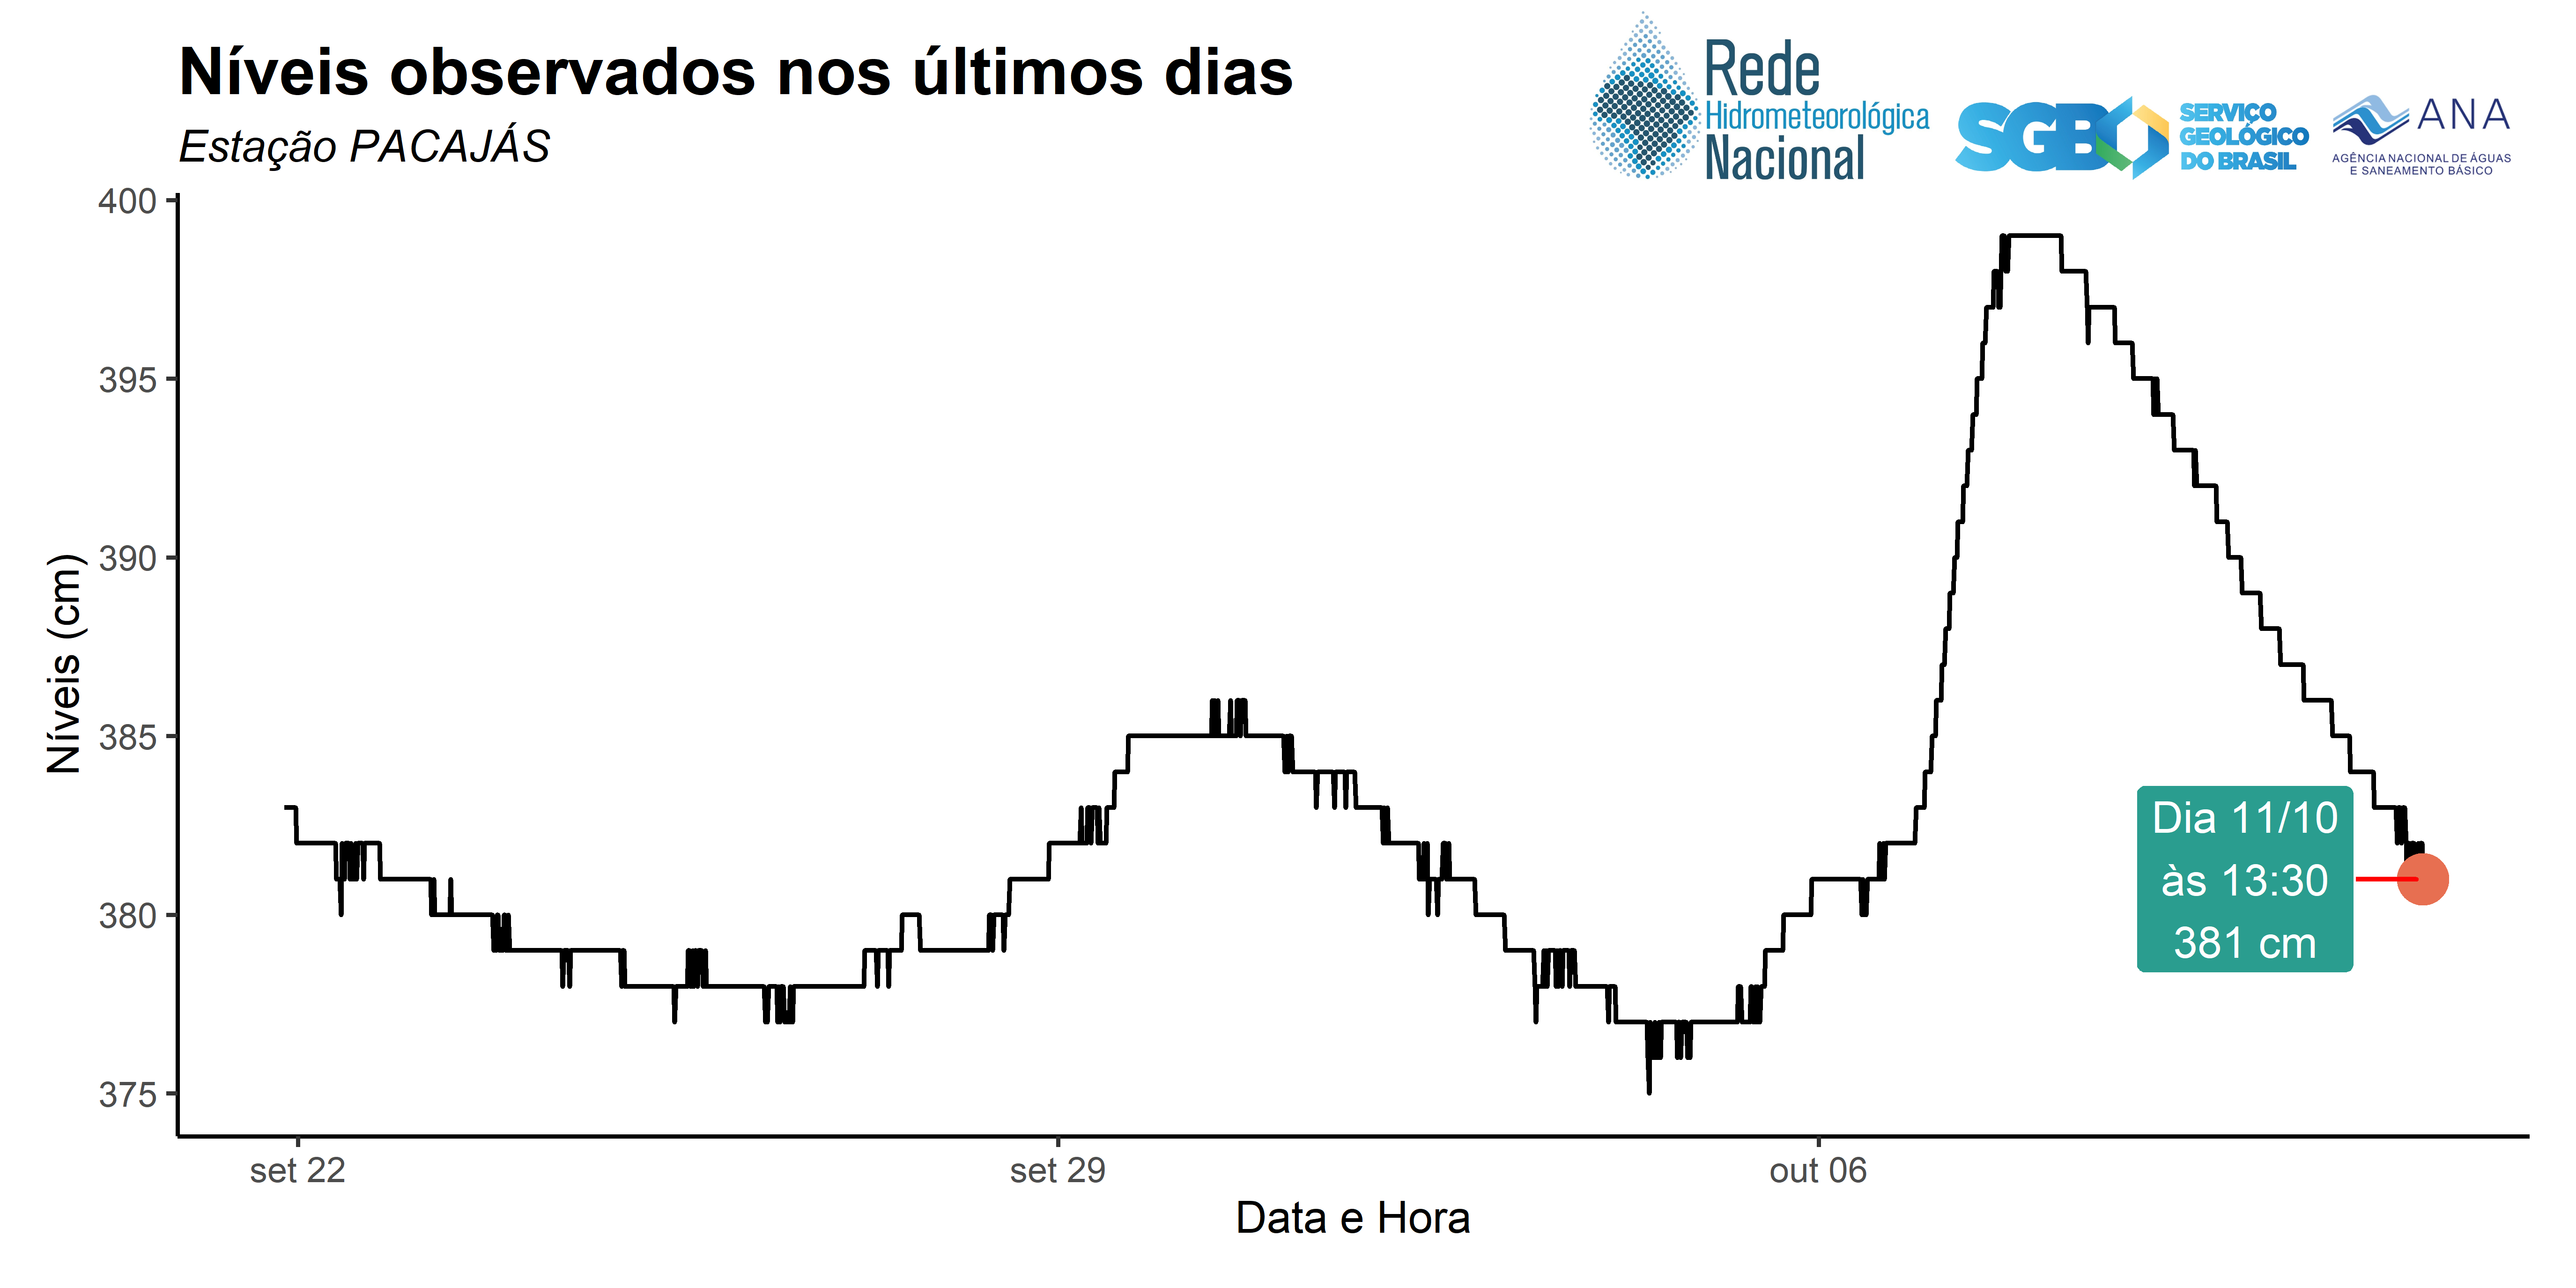 Níveis observados nos últimos dias
Estação PACAJÁS
Rede
Hidrometeorológica
Nacional
SGB
SERVIÇO
GEOLÓGICO
DO BRASIL
ANA
AGÊNCIA NACIONAL DE ÁGUAS
E SANEAMENTO BÁSICO
Níveis (cm)
400
395
390
385
380
375
Dia 11/10
às 13:30
381 cm
set 22
set 29
out 06
Data e Hora